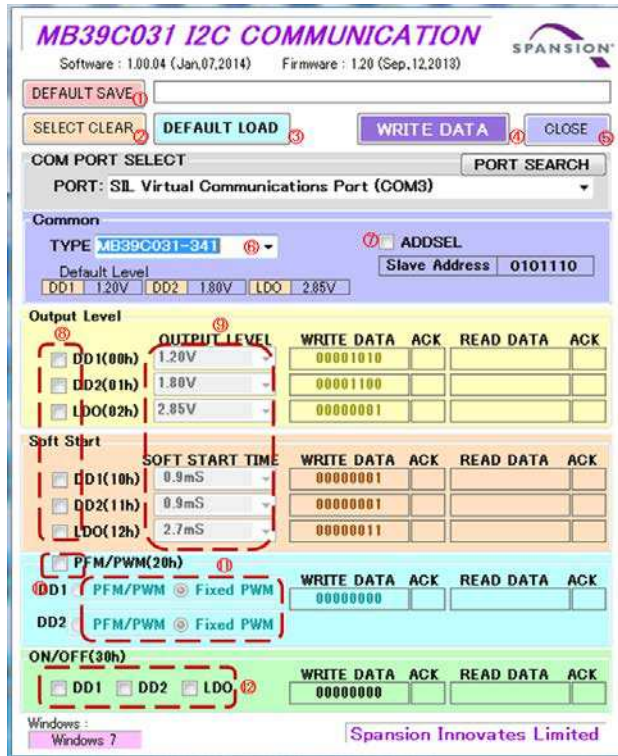 MB39C031 I2C COMMUNICATION
SPANSION
Software : 1.00.04 (Jan,07,2014) Firmware : 1.20 (Sep,12,2013)
DEFAULT SAVE ①
SELECT CLEAR ② DEFAULT LOAD ③ WRITE DATA ④ CLOSE ⑤
COM PORT SELECT PORT SEARCH
PORT: SIL Virtual Communications Port (COM3)
Common
TYPE MB39C031-341 ⑥ ⑦ ADDSEL
Default Level Slave Address 0101110
DD1 1.20V DD2 1.80V LDO 2.85V
Output Level
⑧ ⑨
OUTPUT LEVEL WRITE DATA ACK READ DATA ACK
DD1(00h) 1.20V 00001010
DD2(01h) 1.80V 00001100
LDO(02h) 2.85V 00000001
Soft Start
SOFT START TIME WRITE DATA ACK READ DATA ACK
DD1(10h) 0.9mS 00000001
DD2(11h) 0.9mS 00000001
LDO(12h) 2.7mS 00000011
PFM/PWM(20h) ⑪
WRITE DATA ACK READ DATA ACK
⑩ DD1 PFM/PWM Fixed PWM 00000000
DD2 PFM/PWM Fixed PWM
ON/OFF(30h)
WRITE DATA ACK READ DATA ACK
DD1 DD2 LDO ⑫ 00000000
Windows :
Windows 7
Spansion Innovates Limited